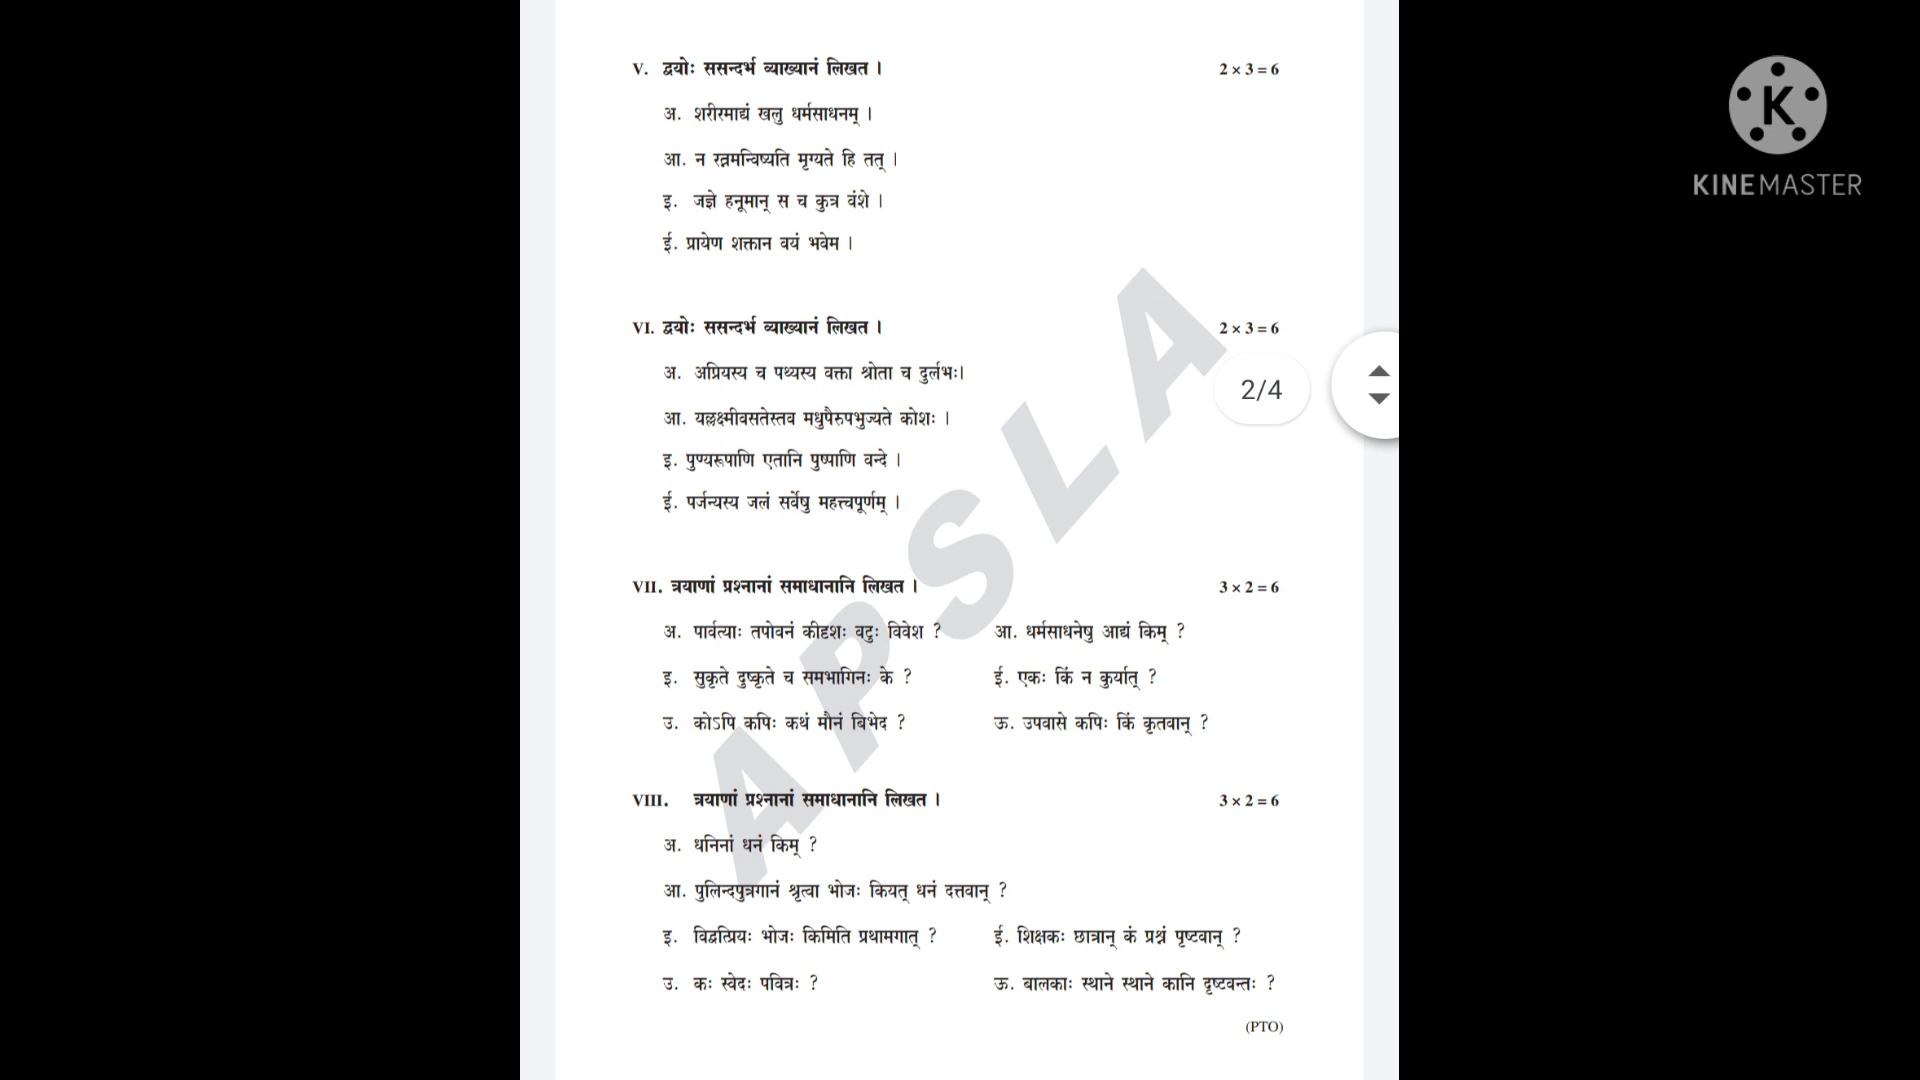 V. द्वयोः ससन्दर्भ व्याख्यानं लिखत । 2 × 3 = 6
अ. शरीरमाद्यं खलु धर्मसाधनम् ।
आ. न रत्नमन्विष्यति मृग्यते हि तत् ।
इ. जज्ञे हनूमान् स च कुत्र वंशे ।
ई. प्रायेण शक्तान वयं भवेम ।
VI. द्वयोः ससन्दर्भ व्याख्यानं लिखत । 2 × 3 = 6
अ. अप्रियस्य च पथ्यस्य वक्ता श्रोता च दुर्लभः।
आ. यल्लक्ष्मीवसतेस्तव मधुपैरुपभुज्यते कोशः ।
इ. पुण्यरूपाणि एतानि पुष्पाणि वन्दे ।
ई. पर्जन्यस्य जलं सर्वेषु महत्त्वपूर्णम् ।
VII. त्रयाणां प्रश्नानां समाधानानि लिखत । 3 × 2 = 6
अ. पार्वत्याः तपोवनं कीदृशः वटुः विवेश ? आ. धर्मसाधनेषु आद्यं किम् ?
इ. सुकृते दुष्कृते च समभागिनः के ? ई. एकः किं न कुर्यात् ?
उ. कोऽपि कपिः कथं मौनं बिभेद ? ऊ. उपवासे कपिः किं कृतवान् ?
VIII. त्रयाणां प्रश्नानां समाधानानि लिखत । 3 × 2 = 6
अ. धनिनां धनं किम् ?
आ. पुलिन्दपुत्रगानं श्रृत्वा भोजः कियत् धनं दत्तवान् ?
इ. विद्वत्प्रियः भोजः किमिति प्रथामगात् ? ई. शिक्षकः छात्रान् कं प्रश्नं पृष्टवान् ?
उ. कः स्वेदः पवित्रः ? ऊ. बालकाः स्थाने स्थाने कानि दृष्टवन्तः ?
(PTO)
2/4
APSLA
K
KINEMASTER